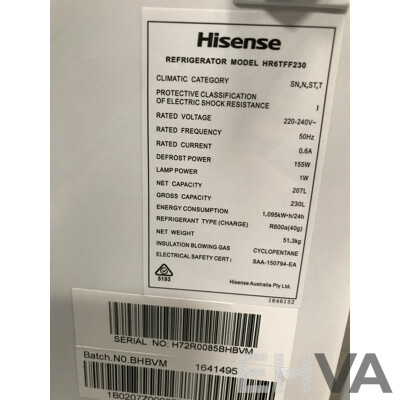 Hisense
REFRIGERATOR MODEL HR6TFF230
CLIMATIC CATEGORY SN,N,ST,T
PROTECTIVE CLASSIFICATION
OF ELECTRIC SHOCK RESISTANCE I
RATED VOLTAGE 220-240V~
RATED FREQUENCY 50Hz
RATED CURRENT 0.6A
DEFROST POWER 155W
LAMP POWER 1W
NET CAPACITY 207L
GROSS CAPACITY 230L
ENERGY CONSUMPTION 1.095kW•h/24h
REFRIGERANT TYPE (CHARGE) R600a(40g)
NET WEIGHT 51.3kg
INSULATION BLOWING GAS CYCLOPENTANE
ELECTRICAL SAFETY CERT: SAA-150794-EA
5193
Hisense Australia Pty Ltd.
1646152
SERIAL NO: H72R0085BHBVM
Batch.N0.BHBVM 1641495
EHVA